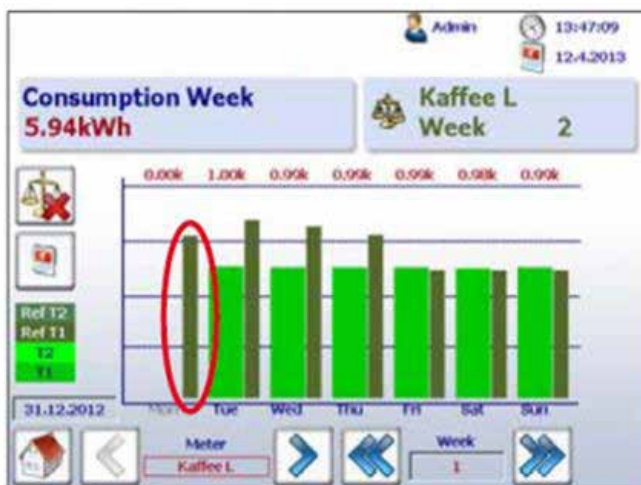 Admin
13:47:09
12.4.2013
Consumption Week
5.94kWh
Kaffee L
Week 2
0.00k 1.00k 0.99k 0.99k 0.99k 0.98k 0.99k
Ref T2
Ref T1
T2
T1
31.12.2012
Mon Tue Wed Thu Fri Sat Sun
Meter
Kaffee L
Week
1